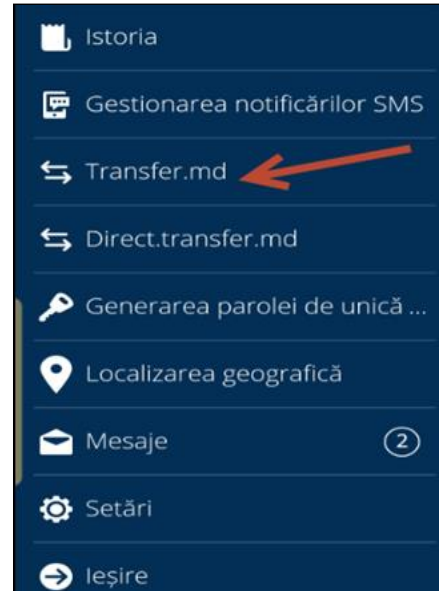 Istoria
Gestionarea notificărilor SMS
Transfer.md
Direct.transfer.md
Generarea parolei de unică ...
Localizarea geografică
Mesaje 2
Setări
Ieșire